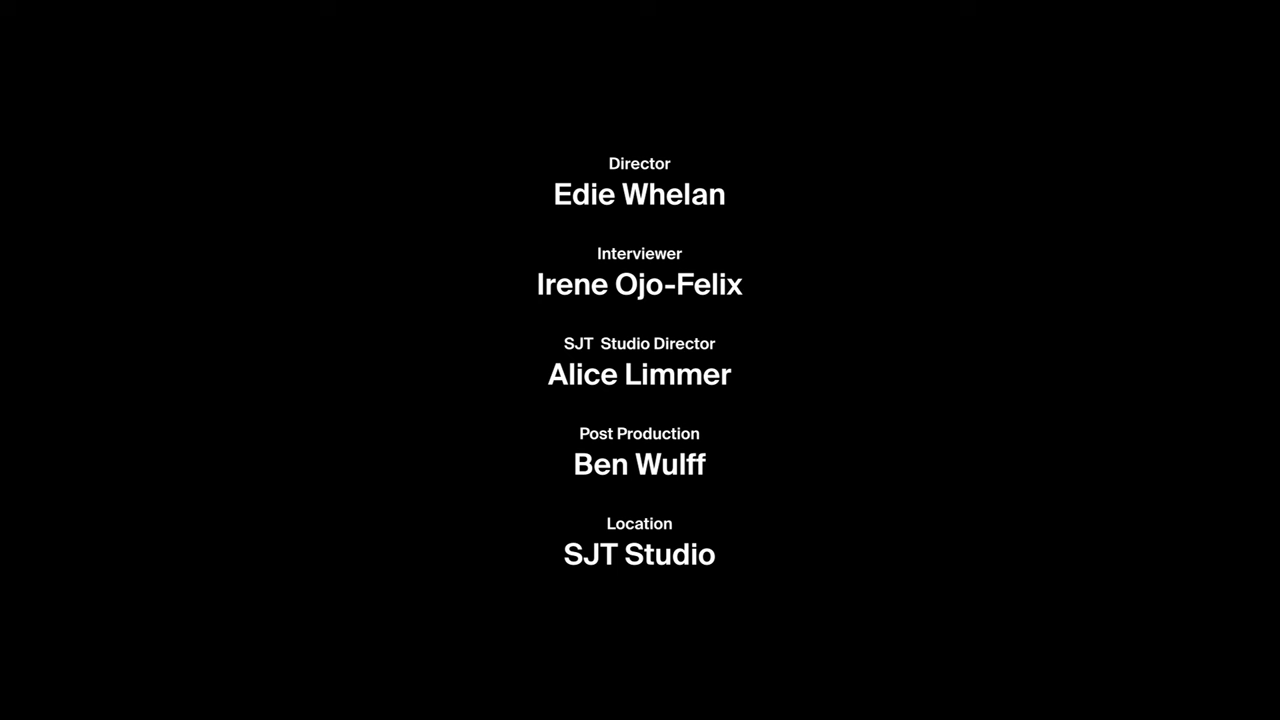 Director
Edie Whelan
Interviewer
Irene Ojo-Felix
SJT  Studio Director
Alice Limmer
Post Production
Ben Wulff
Location
SJT Studio